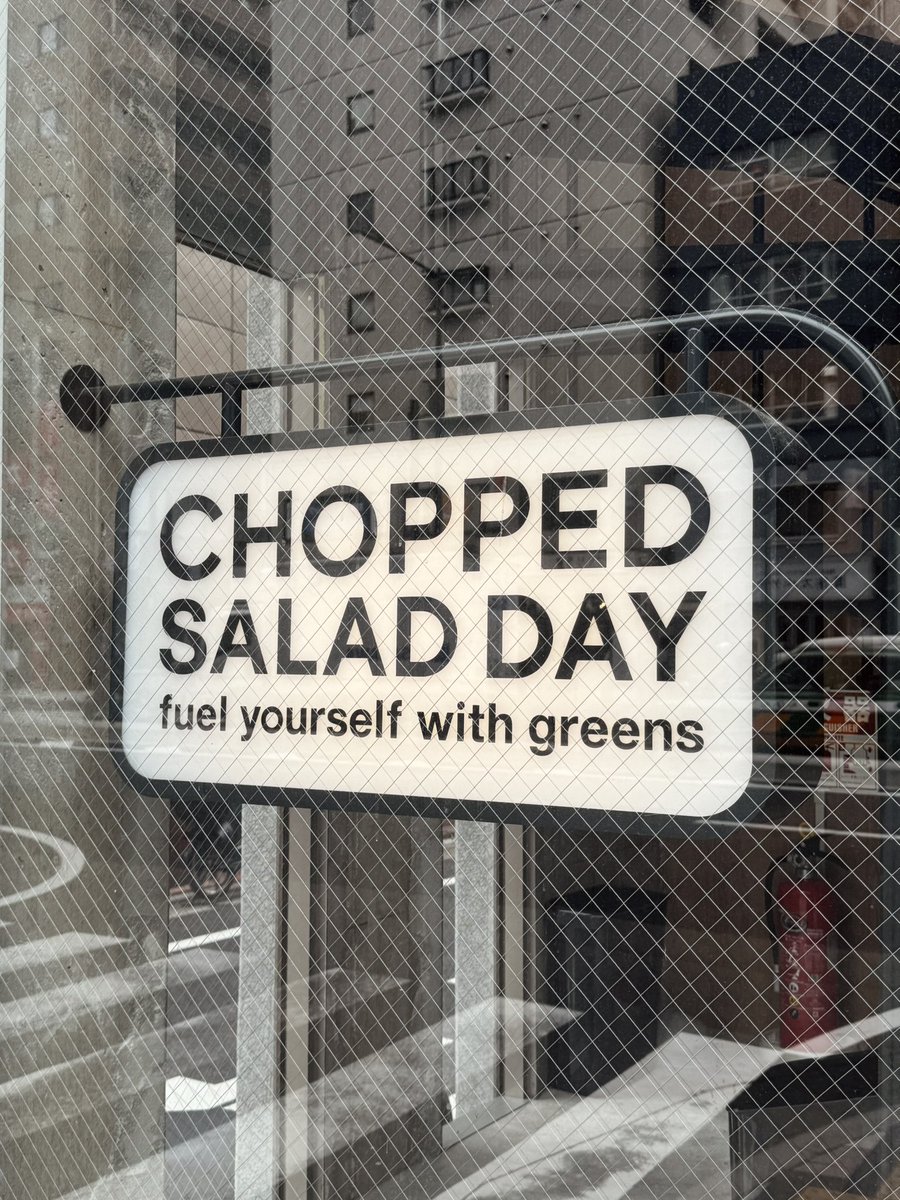 CHOPPED
SALAD DAY
fuel yourself with greens